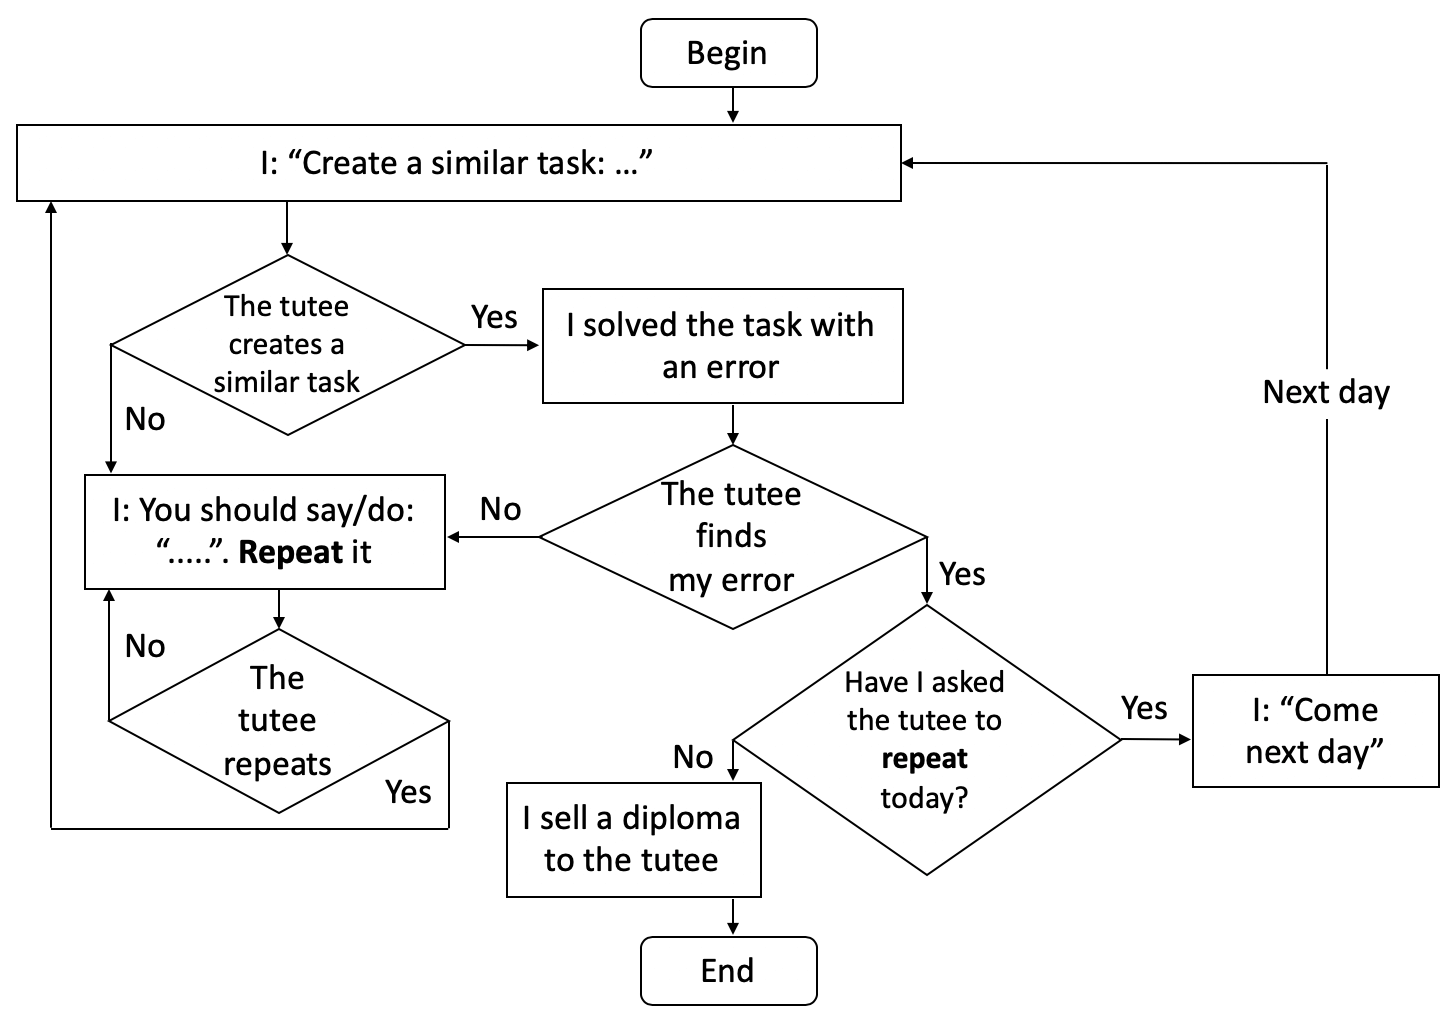 Begin
I: “Create a similar task: ...”
The tutee
creates a
similar task
Yes
I solved the task with
an error
No
Next day
I: You should say/do:
“.....”. Repeat it
No
The tutee
finds
my error
Yes
No
The
tutee
repeats
Yes
Have I asked
the tutee to
repeat
today?
Yes
I: “Come
next day”
No
I sell a diploma
to the tutee
End